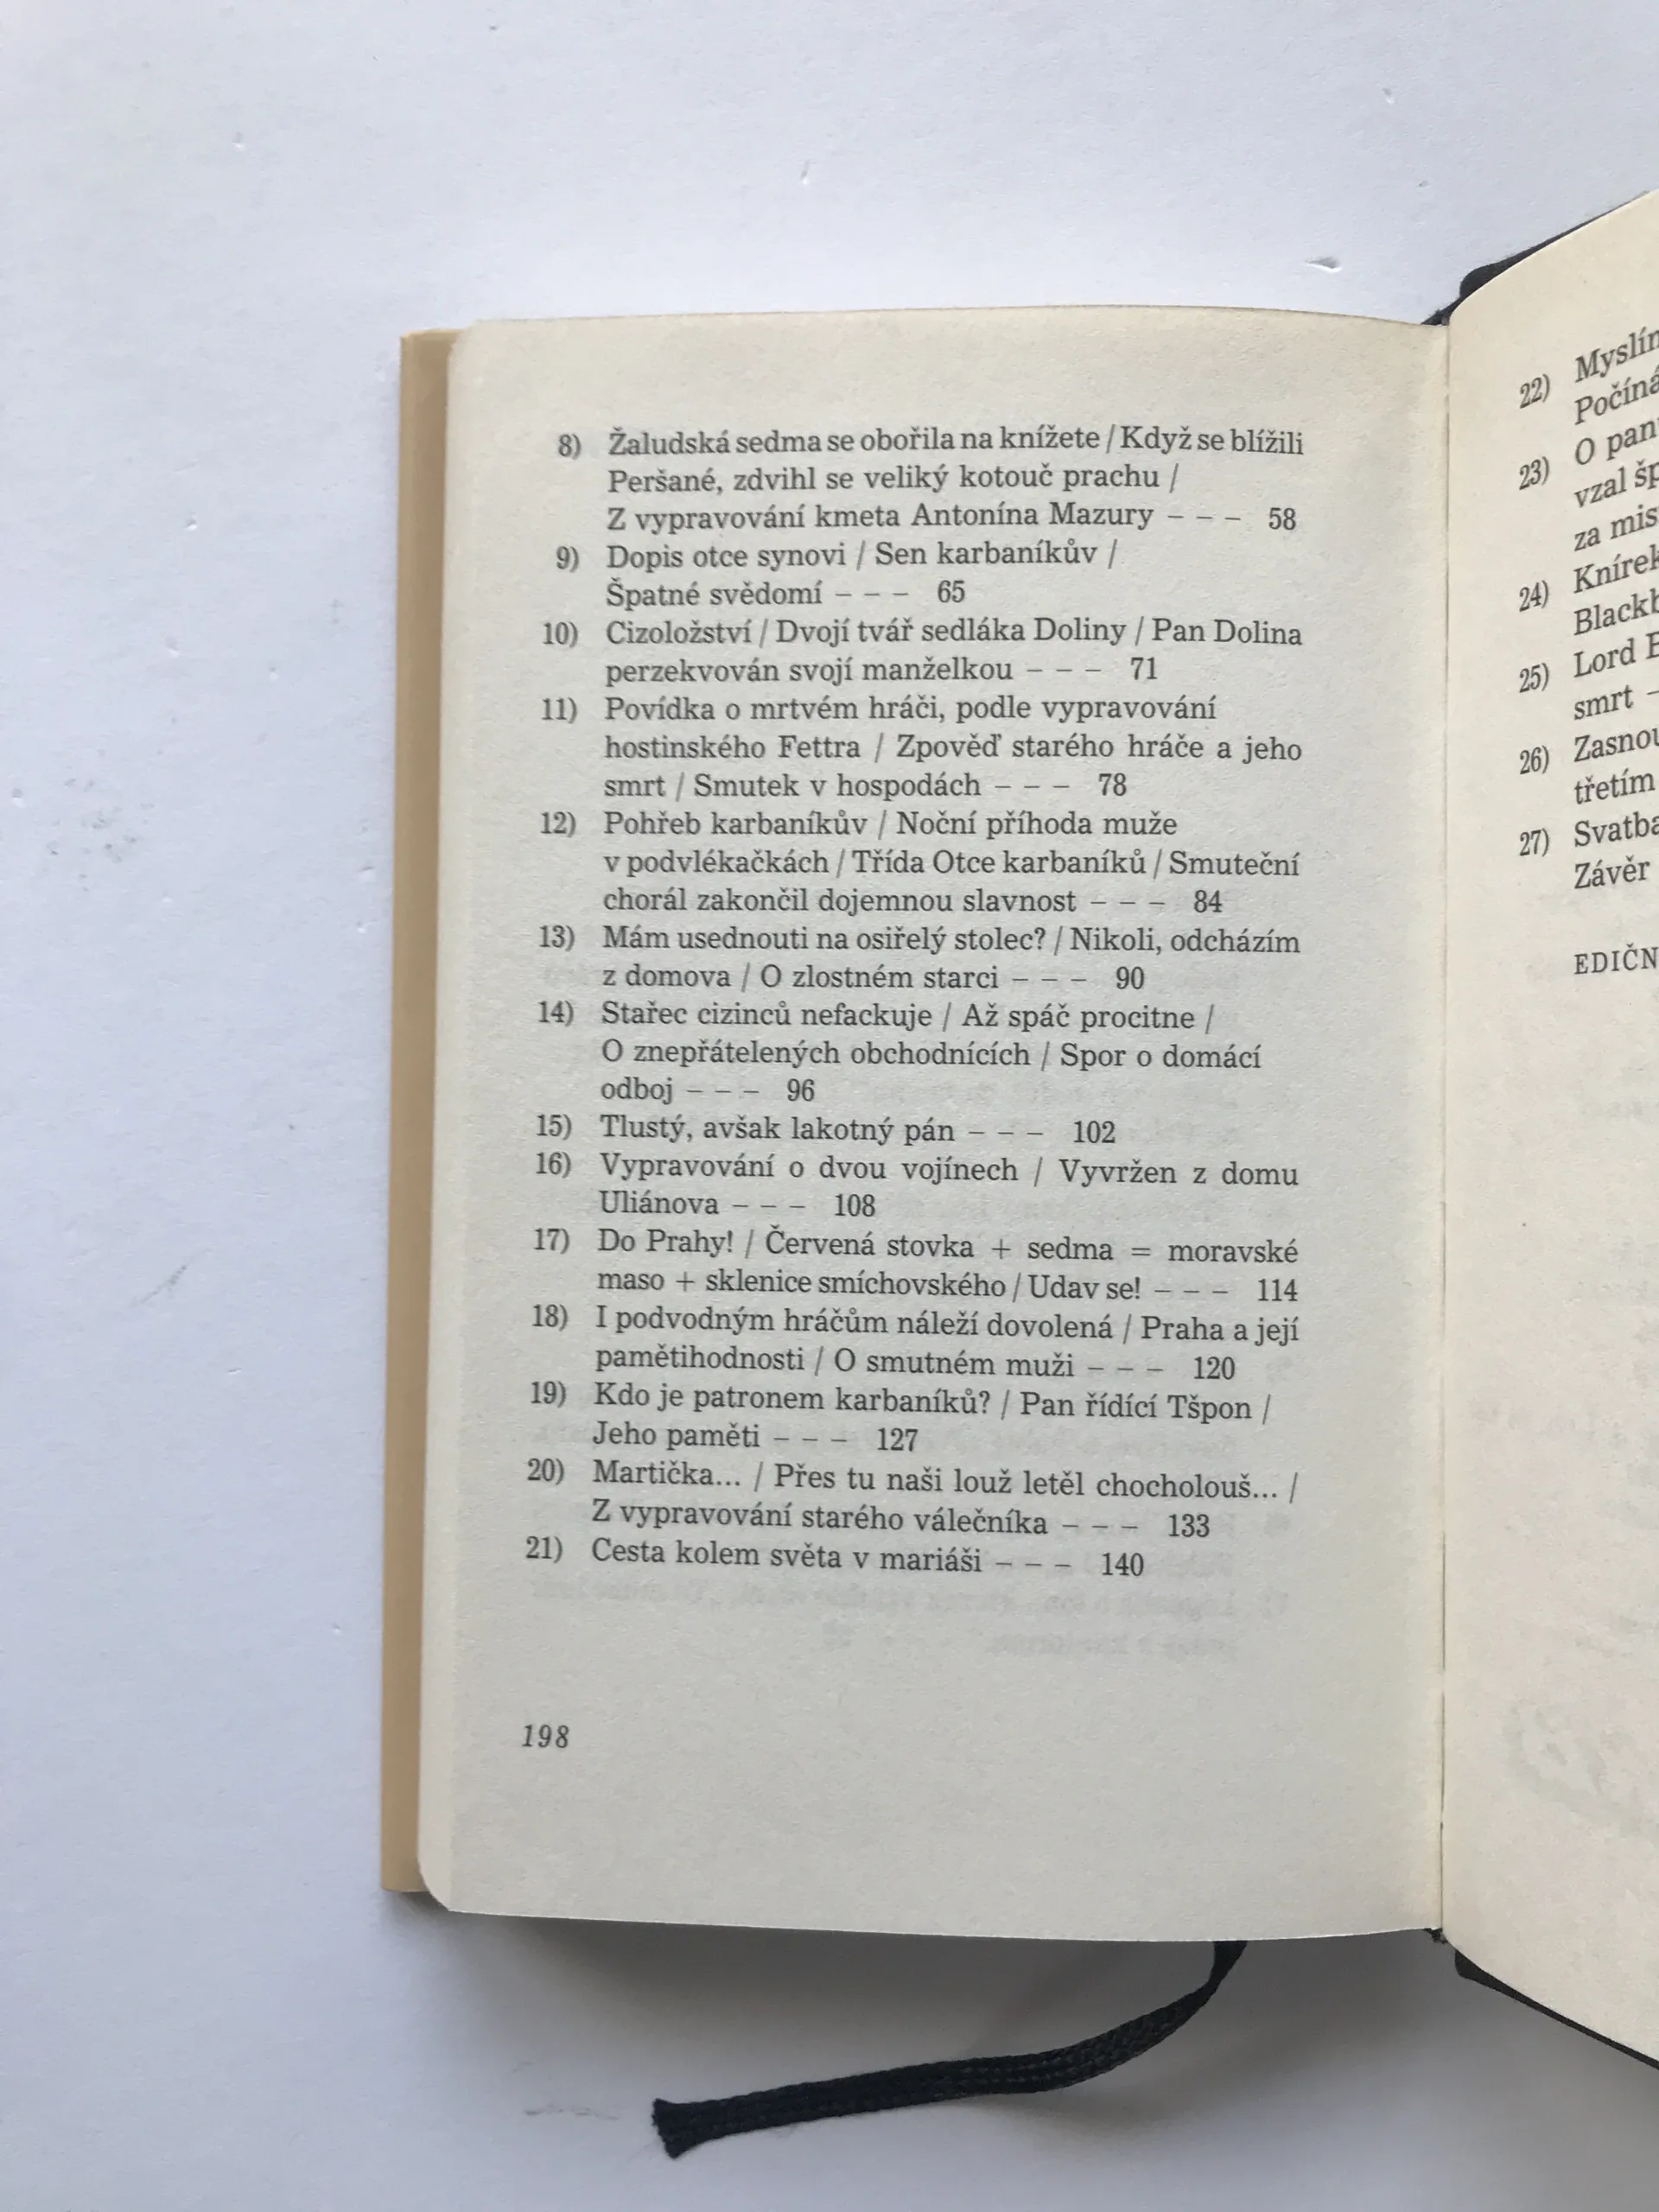 8) Žaludská sedma se obořila na knížete / Když se blížili
Peršané, zdvihl se veliký kotouč prachu /
Z vypravování kmeta Antonína Mazury – – – 58
9) Dopis otce synovi / Sen karbaníkův /
Špatné svědomí – – – 65
10) Cizoložství / Dvojí tvář sedláka Doliny / Pan Dolina
perzekvován svojí manželkou – – – 71
11) Povídka o mrtvém hráči, podle vypravování
hostinského Fettra / Zpověď starého hráče a jeho
smrt / Smutek v hospodách – – – 78
12) Pohřeb karbaníkův / Noční příhoda muže
v podvlékačkách / Třída Otce karbaníků / Smuteční
chorál zakončil dojemnou slavnost – – – 84
13) Mám usednouti na osiřelý stolec? / Nikoli, odcházím
z domova / O zlostném starci – – – 90
14) Stařec cizinců nefackuje / Až spáč procitne /
O znepřátelených obchodnících / Spor o domácí
odboj – – – 96
15) Tlustý, avšak lakotný pán – – – 102
16) Vypravování o dvou vojínech / Vyvržen z domu
Uliánova – – – 108
17) Do Prahy! / Červená stovka + sedma = moravské
maso + sklenice smíchovského / Udav se! – – – 114
18) I podvodným hráčům náleží dovolená / Praha a její
pamětihodnosti / O smutném muži – – – 120
19) Kdo je patronem karbaníků? / Pan řídící Tšpon /
Jeho paměti – – – 127
20) Martička... / Přes tu naši louž letěl chocholouš... /
Z vypravování starého válečníka – – – 133
21) Cesta kolem světa v mariáši – – – 140
198
22)
23) O
vzal
za
24)
25) Lord
smrt –
26)
třetím
27)
Závěr